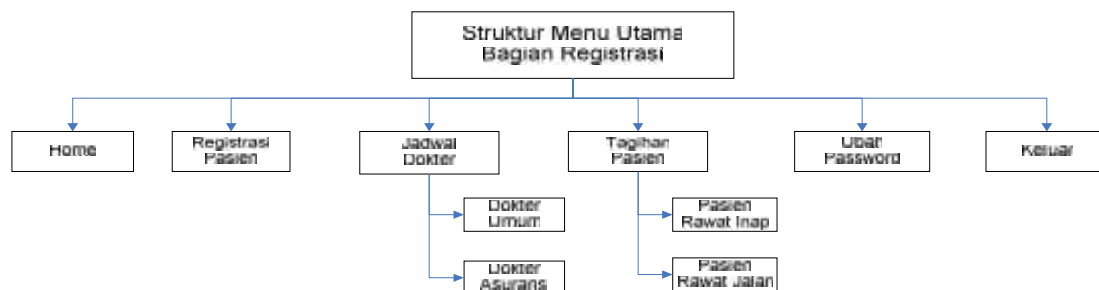 Struktur Menu Utama
Bagian Registrasi
Home
Registrasi
Pasien
Jadwal
Dokter
Tagihan
Pasien
Ubah
Password
Keluar
Dokter
Umum
Pasien
Rawat Inap
Dokter
Asurans
Pasien
Rawat Jalan